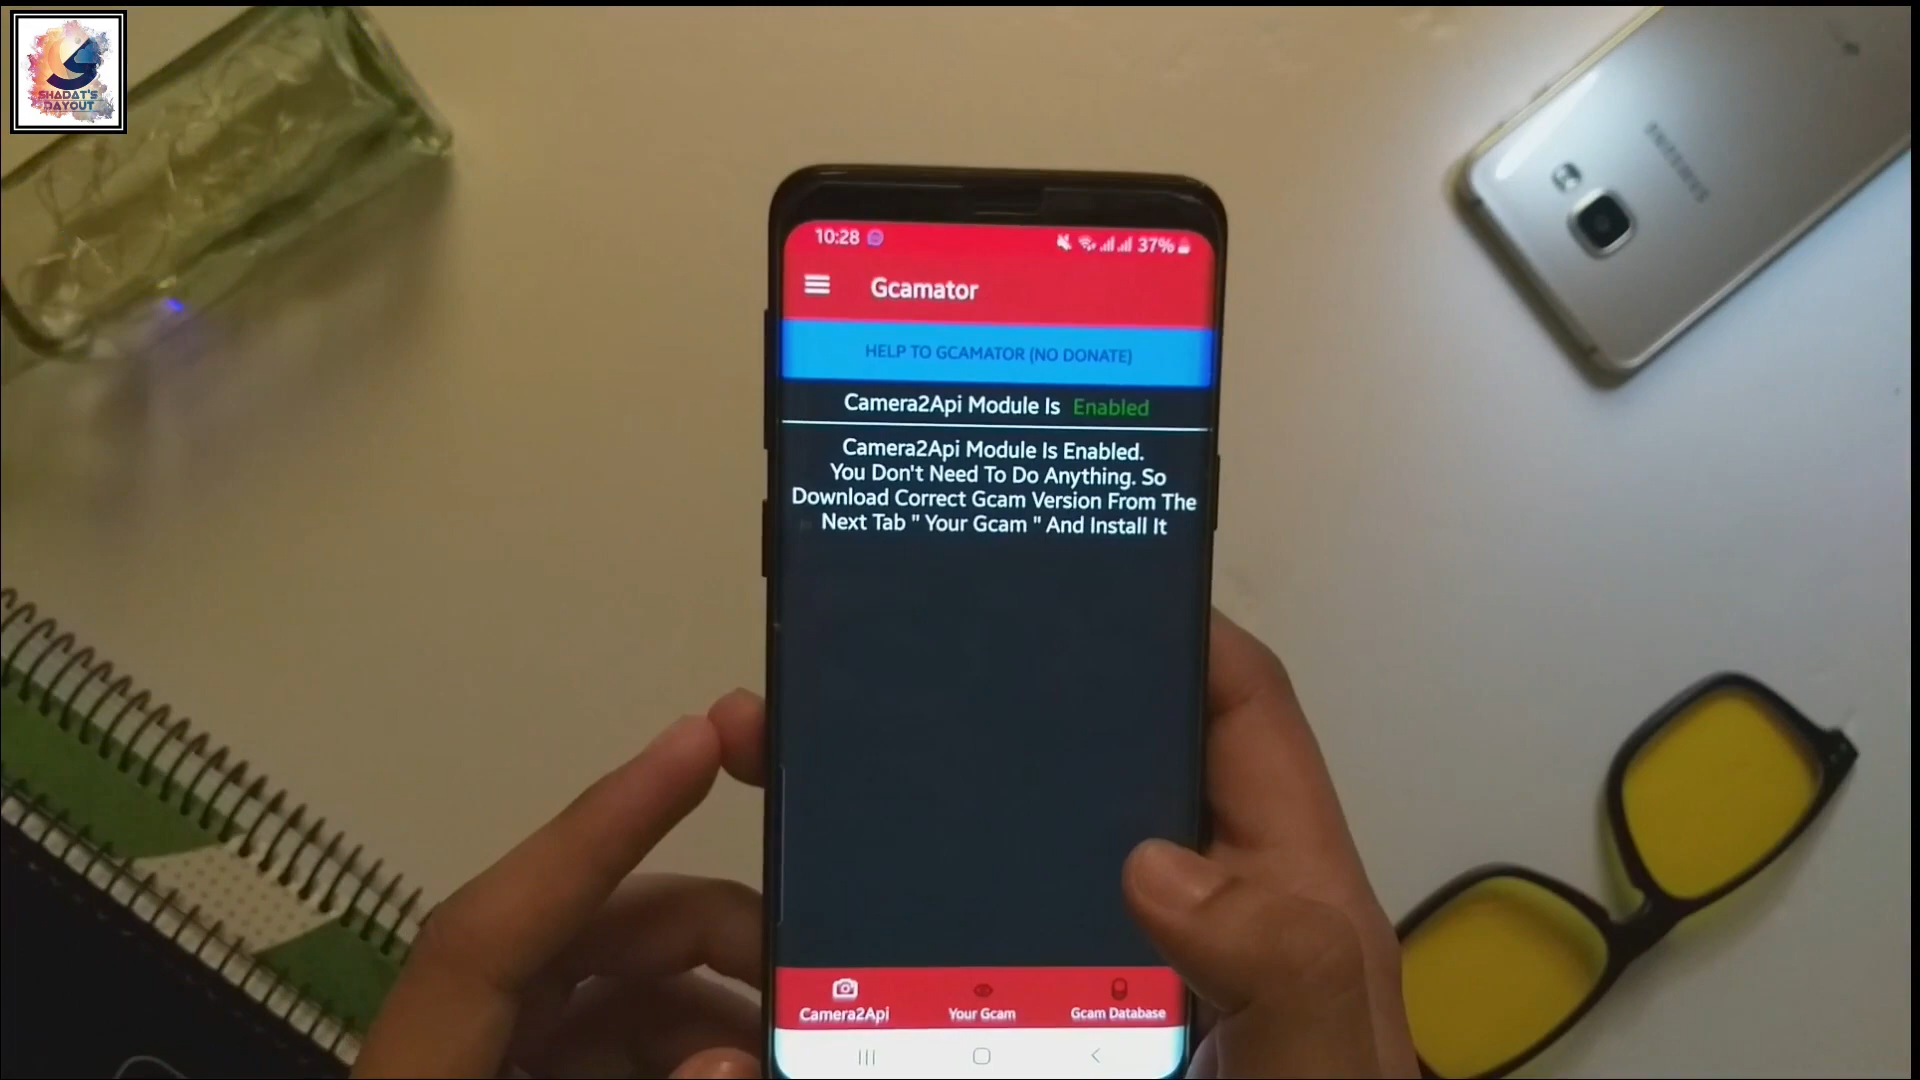 SHADAT'S
DAYOUT
SAMSUNG
10:28
37%
Gcamator
HELP TO GCAMATOR (NO DONATE)
Camera2Api Module Is Enabled
Camera2Api Module Is Enabled.
You Don't Need To Do Anything. So
Download Correct Gcam Version From The
Next Tab " Your Gcam " And Install It
Camera2Api
Your Gcam
Gcam Database